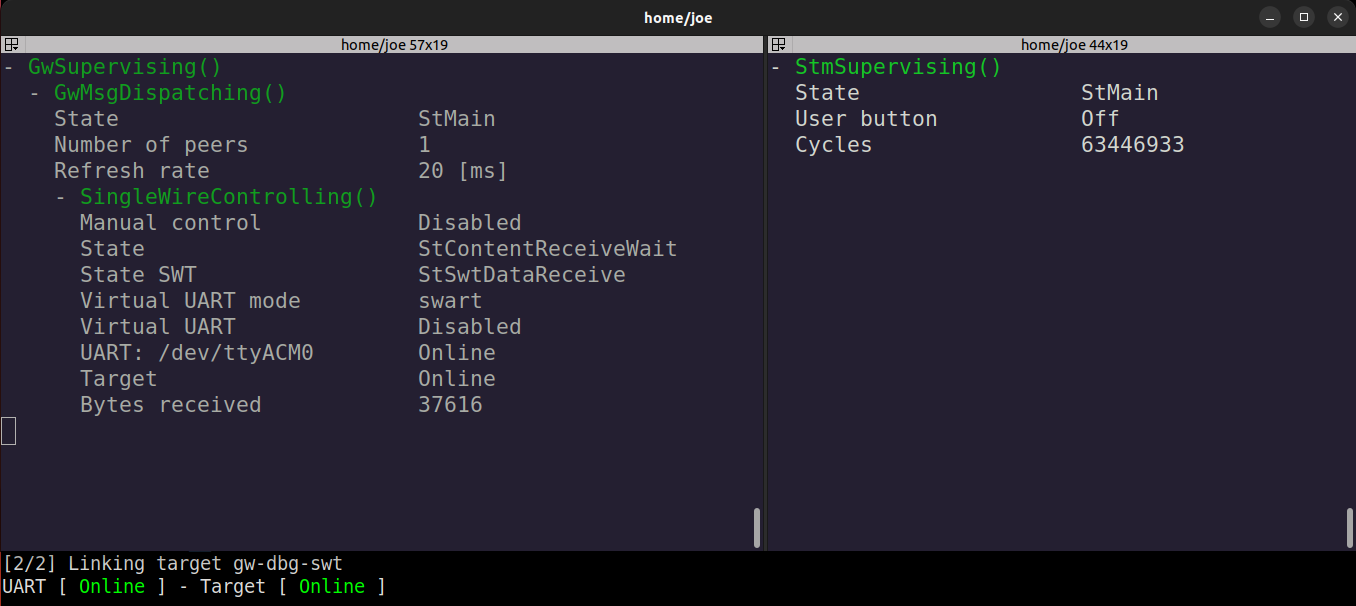 home/joe
home/joe 57x19
- GwSupervising()
- GwMsgDispatching()
State StMain
Number of peers 1
Refresh rate 20 [ms]
- SingleWireControlling()
Manual control Disabled
State StContentReceiveWait
State SWT StSwtDataReceive
Virtual UART mode swart
Virtual UART Disabled
UART: /dev/ttyACM0 Online
Target Online
Bytes received 37616
home/joe 44x19
- StmSupervising()
State StMain
User button Off
Cycles 63446933
[2/2] Linking target gw-dbg-swt
UART [ Online ] - Target [ Online ]